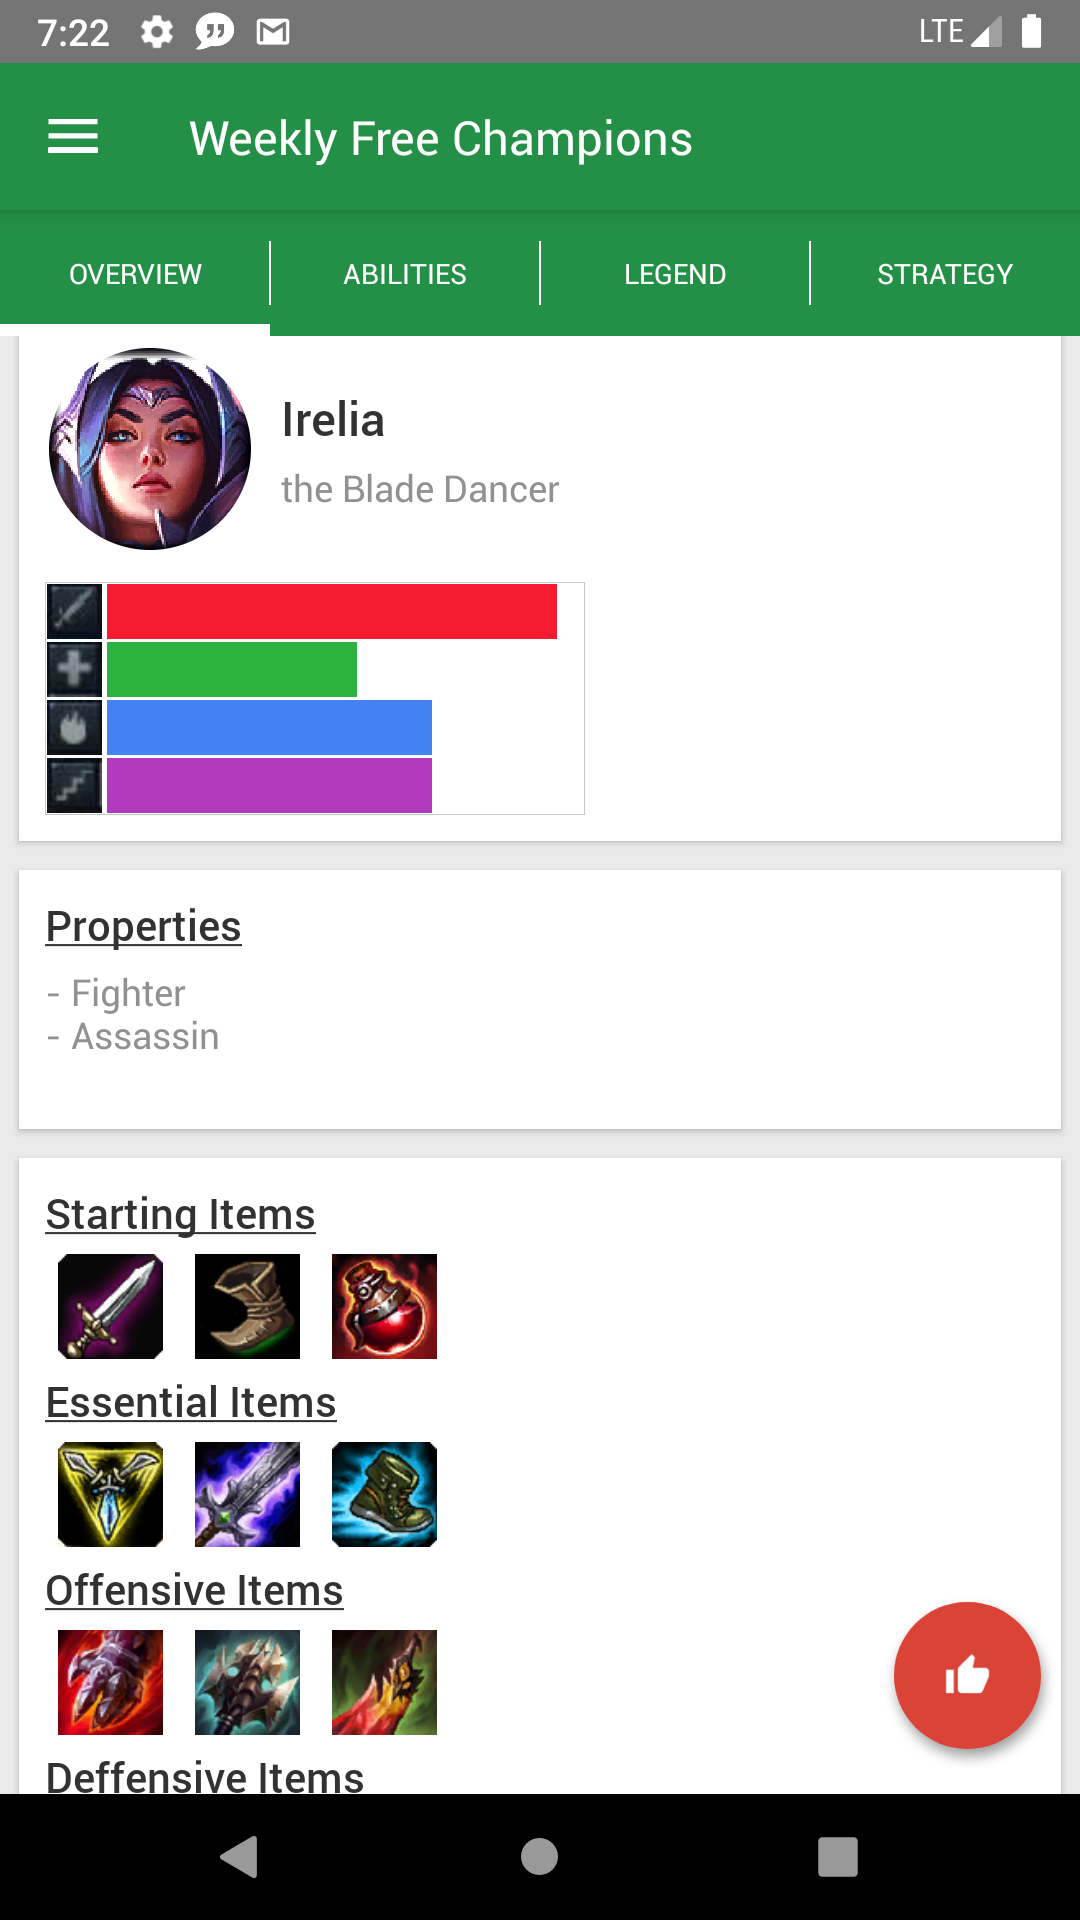 7:22
LTE
Weekly Free Champions
OVERVIEW
ABILITIES
LEGEND
STRATEGY
Irelia
the Blade Dancer
Properties
- Fighter
- Assassin
Starting Items
Essential Items
Offensive Items
Deffensive Items